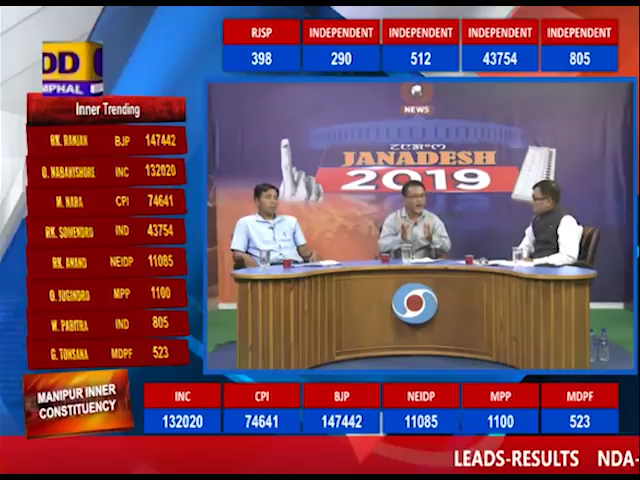 RJSP INDEPENDENT INDEPENDENT INDEPENDENT INDEPENDENT
398 290 512 43754 805
DD
MPHAL
Inner Trending
RK. RANJAN BJP 147442
O. NABAKISHORE INC 132020
M. NARA CPI 74641
RK. SOMENDRO IND 43754
RK. ANAND NEIDP 11085
O. JUGINDRO MPP 1100
W. PABITRA IND 805
G. TONSANA MDPF 523
NEWS
JANADESH
2019
MANIPUR INNER
CONSTITUENCY
INC CPI BJP NEIDP MPP MDPF
132020 74641 147442 11085 1100 523
LEADS-RESULTS NDA-